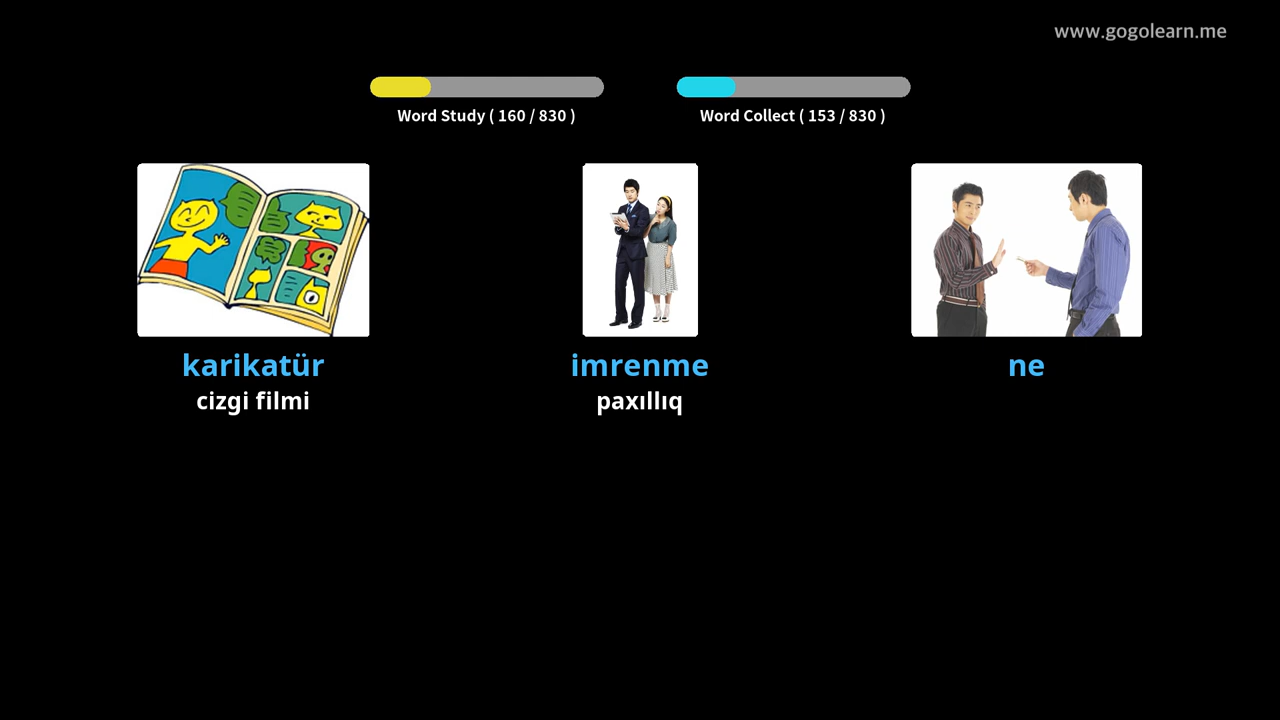 www.gogolearn.me
Word Study ( 160 / 830 )
Word Collect ( 153 / 830 )
karikatür
imrenme
ne
cizgi filmi
paxıllıq